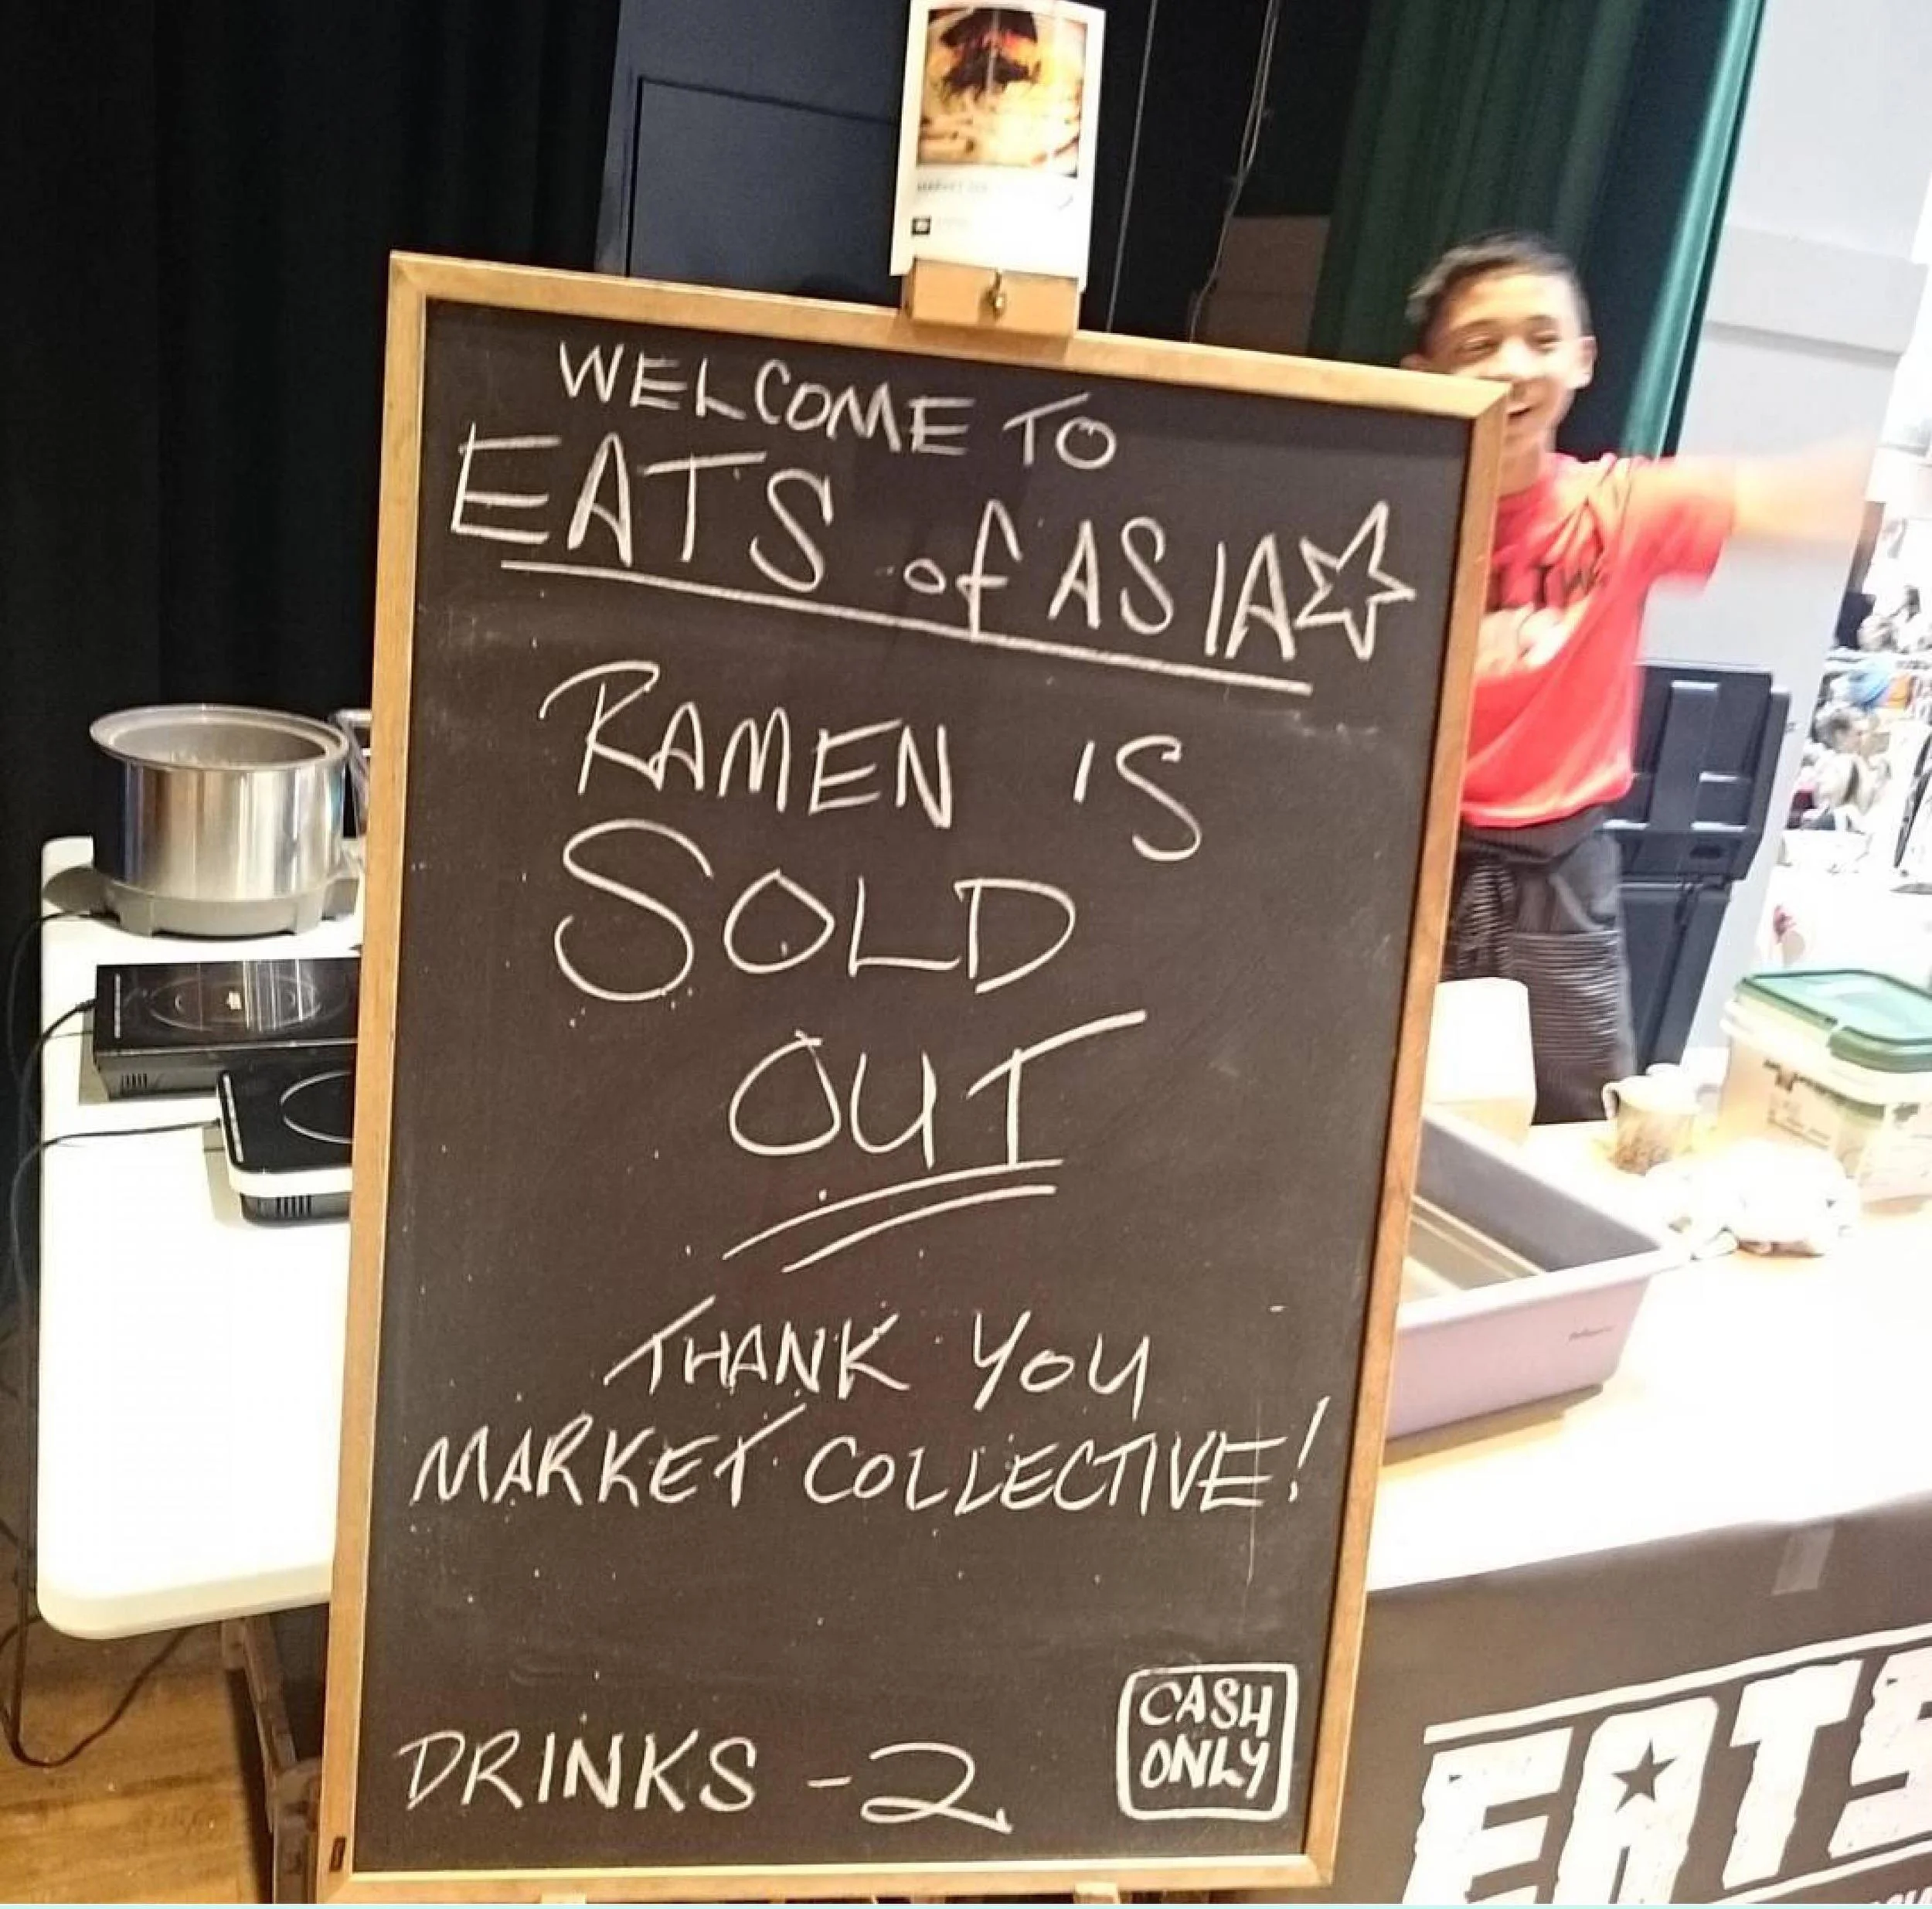 WELCOME TO
EATS of ASIA
RAMEN IS
SOLD
OUT
THANK YOU
MARKET COLLECTIVE!
DRINKS - 2
CASH
ONLY
EATS